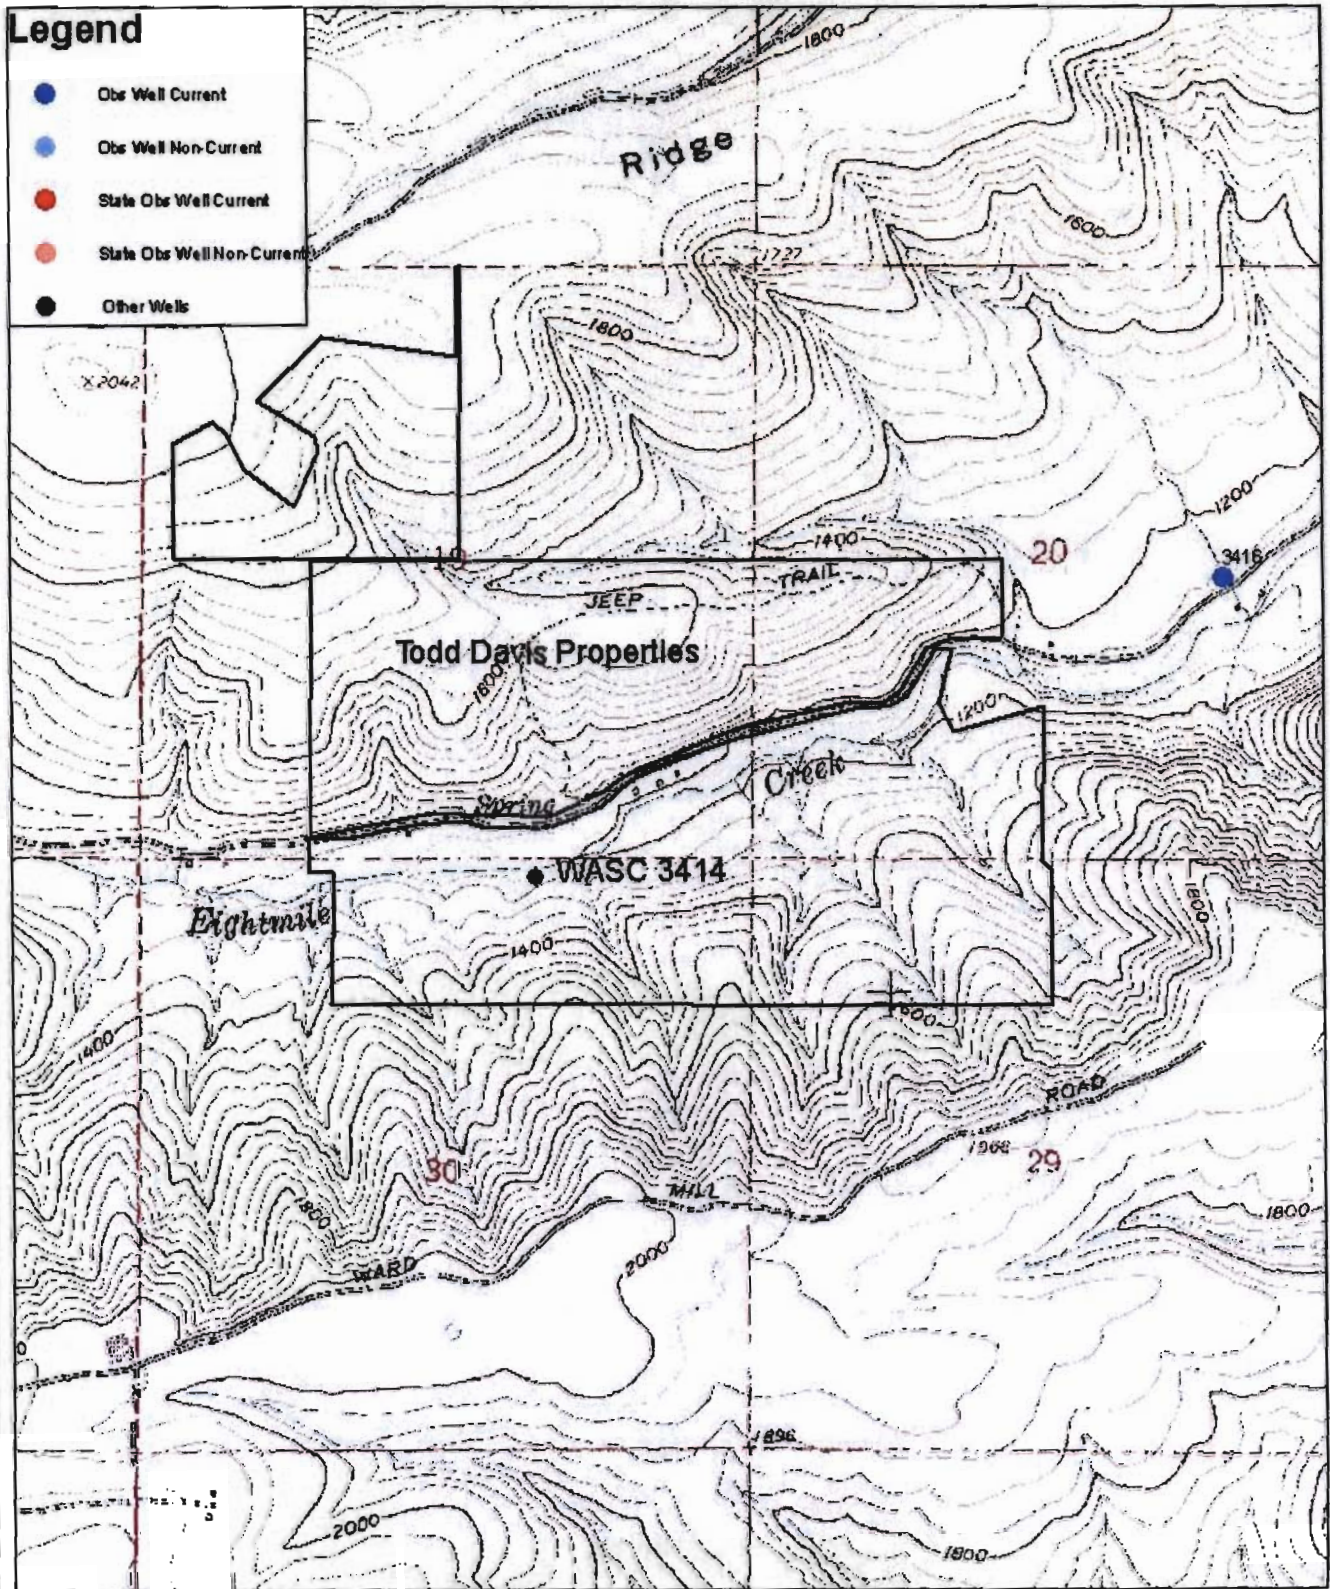 Legend
Obs Well Current
Obs Well Non-Current
State Obs Well Current
State Obs Well Non-Current
Other Wells
1800
Ridge
1600
1727
1800
×2042
1200
1400
19
20
3416
TRAIL
JEEP
Todd Davis Properties
1600
1200
Creek
Spring
WASC 3414
Eightmile
1800
1400
1600
1400
ROAD
30
29
MILL
1800
1800
WARD
2000
1896
2000
1800